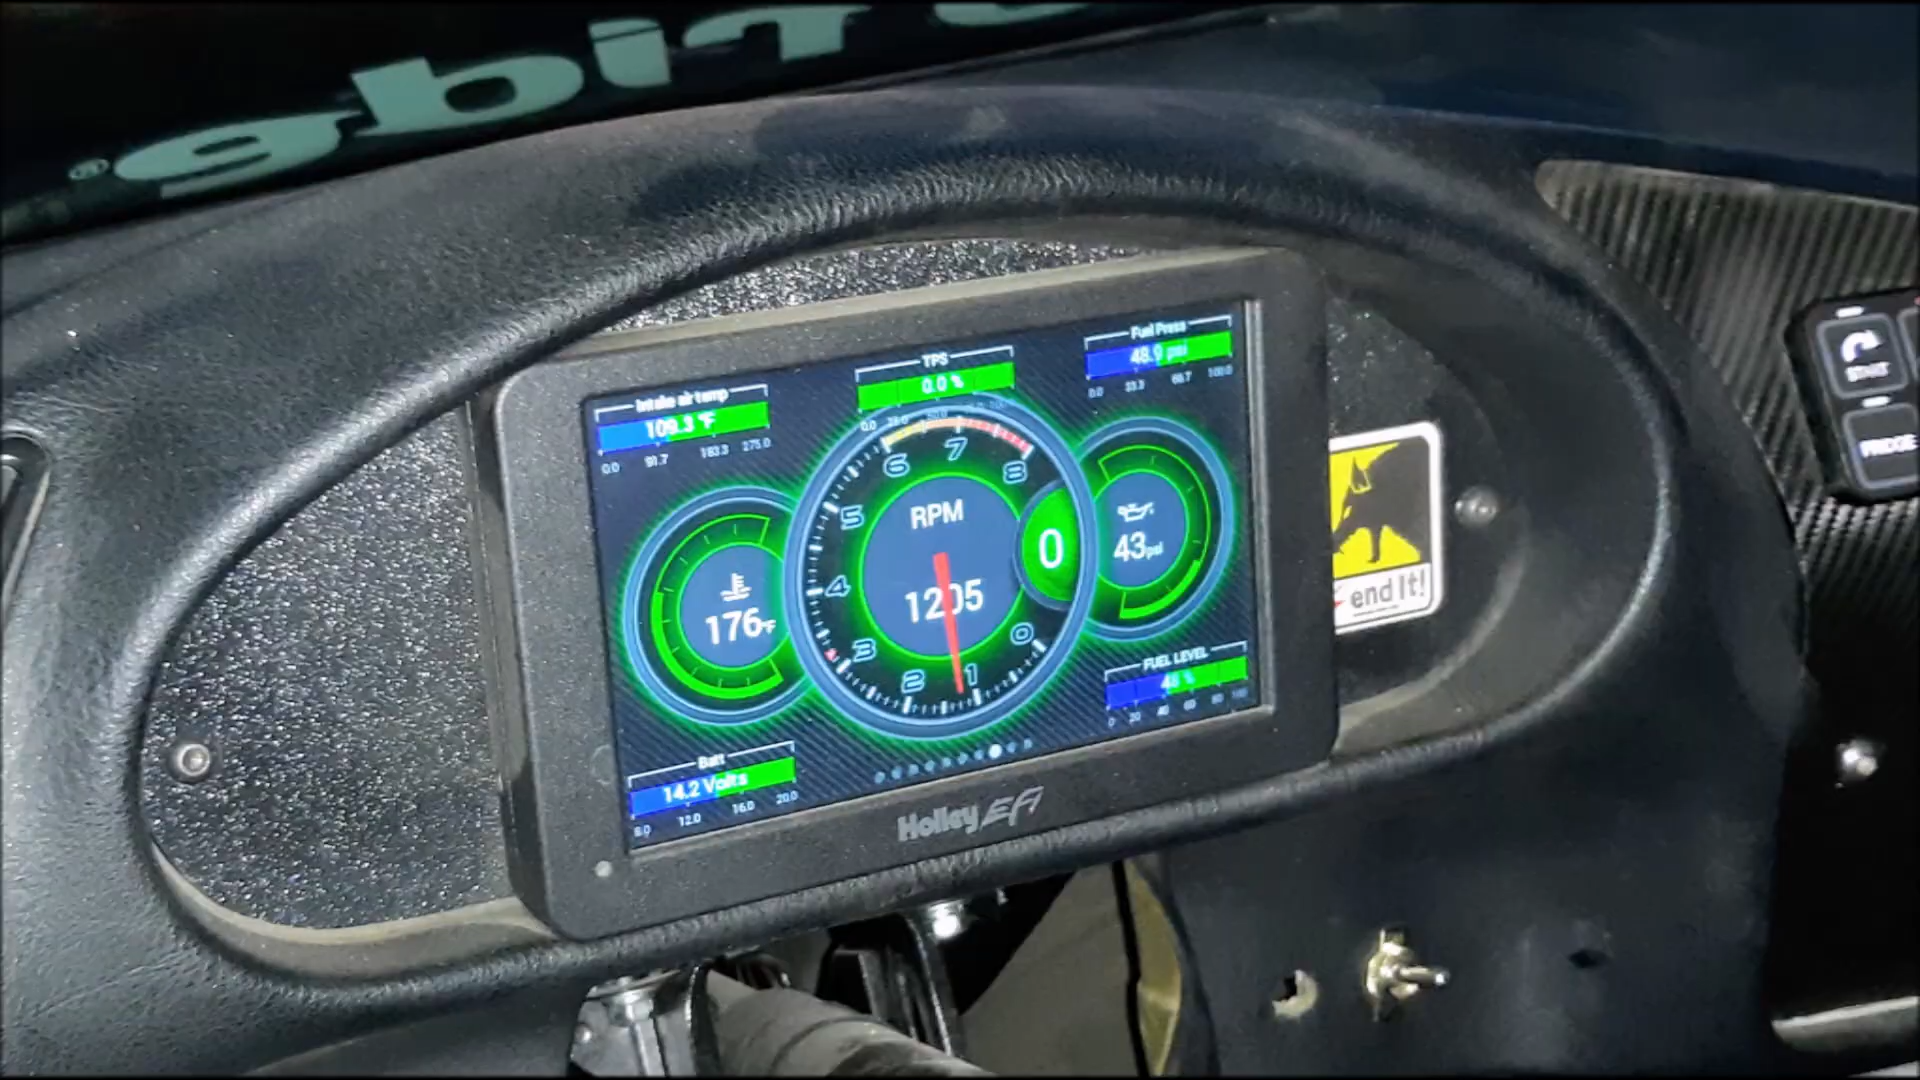 Intake air temp
109.3 °F
0.0 91.7 183.3 275.0
TPS
0.0 %
0.0
Fuel Press
48.9 psi
0.0 33.3 66.7 100.0
RPM
1205
0 1 2 3 4 5 6 7 8
0
176°F
43psi
FUEL LEVEL
0 20 40 60 80 100
Batt
14.2 Volts
8.0 12.0 16.0 20.0
Holley EFI
end It!
START
FRIDGE